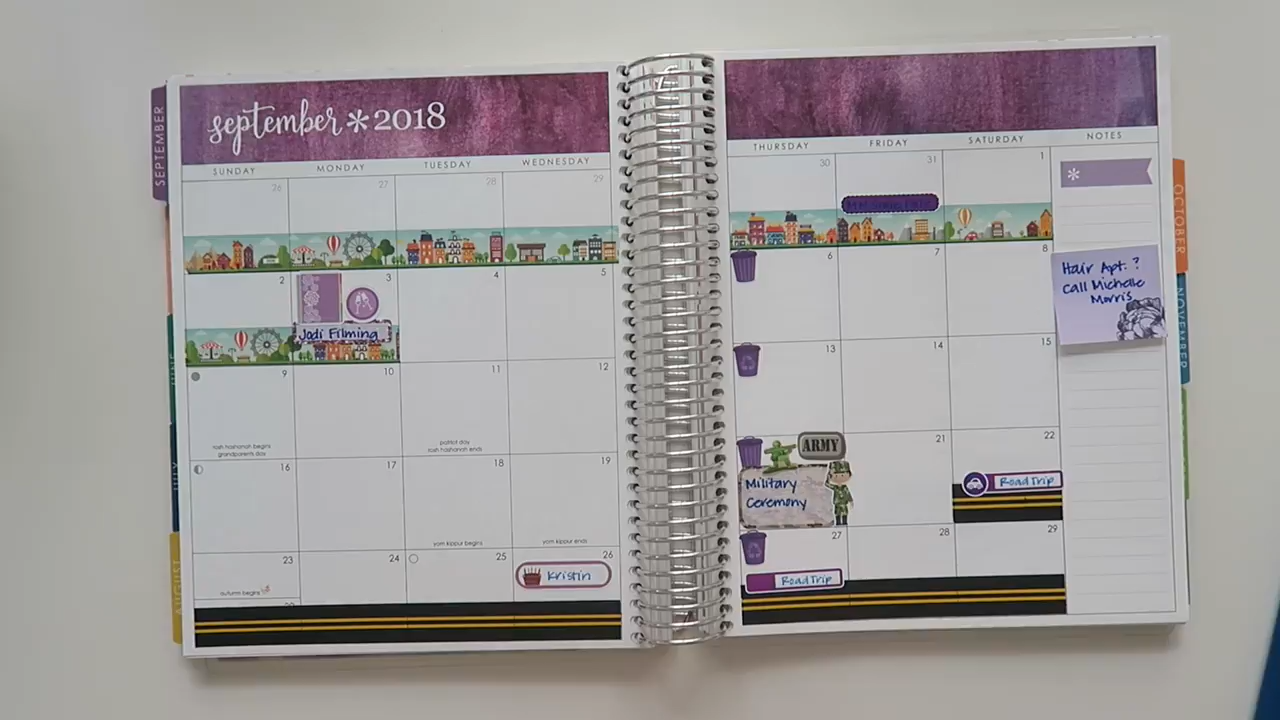 september * 2018
SUNDAY MONDAY TUESDAY WEDNESDAY
THURSDAY FRIDAY SATURDAY NOTES
SEPTEMBER
OCTOBER
NOVEMBER
AUGUST
26 27 28 29
30 31 1
*
2 3 4 5
Jodi Filming
6 7 8
Hair Apt. ?
Call Michelle
Morris
9 10 11 12
rosh hashanah begins
grandparents day
patriot day
rosh hashanah ends
13 14 15
16 17 18 19
yom kippur begins
yom kippur ends
ARMY
21 22
Military
Ceremony
Road Trip
23 24 25 26
autumn begins
Kristin
27 28 29
Road Trip